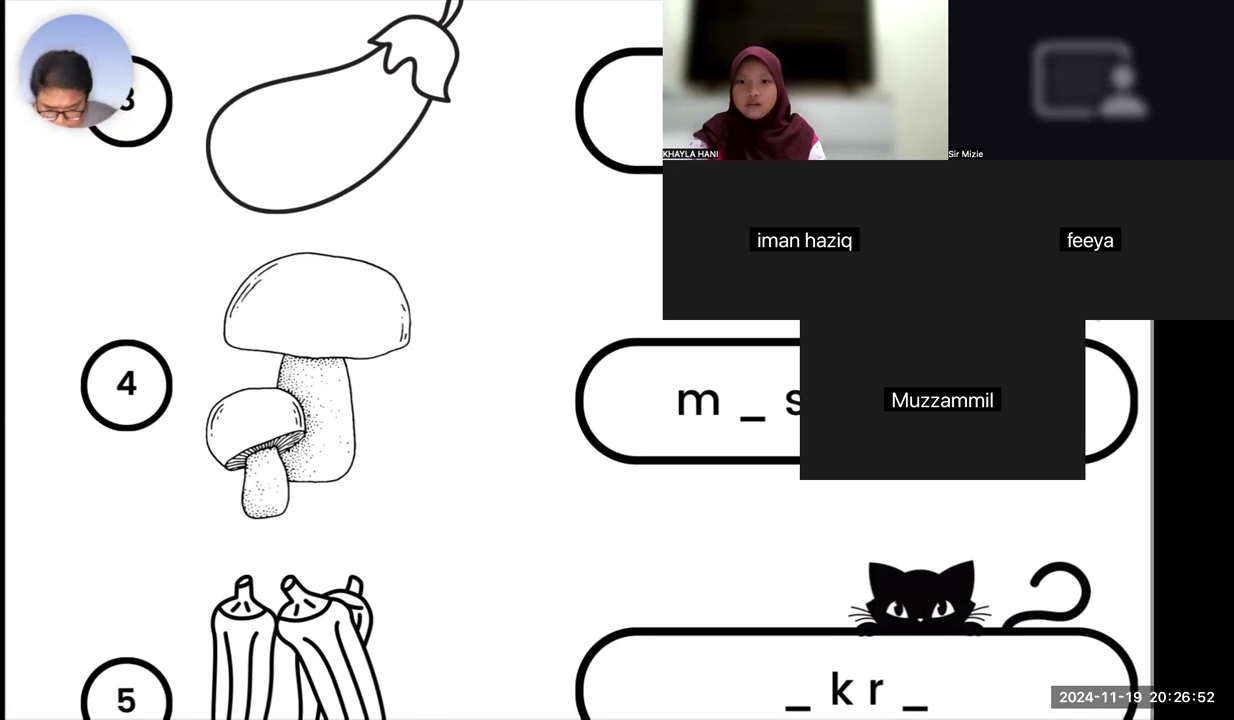 3
KHAYLA HANI
Sir Mizie
iman haziq
feeya
4
m _ s
Muzzammil
5
_ k r _
2024-11-19 20:26:52